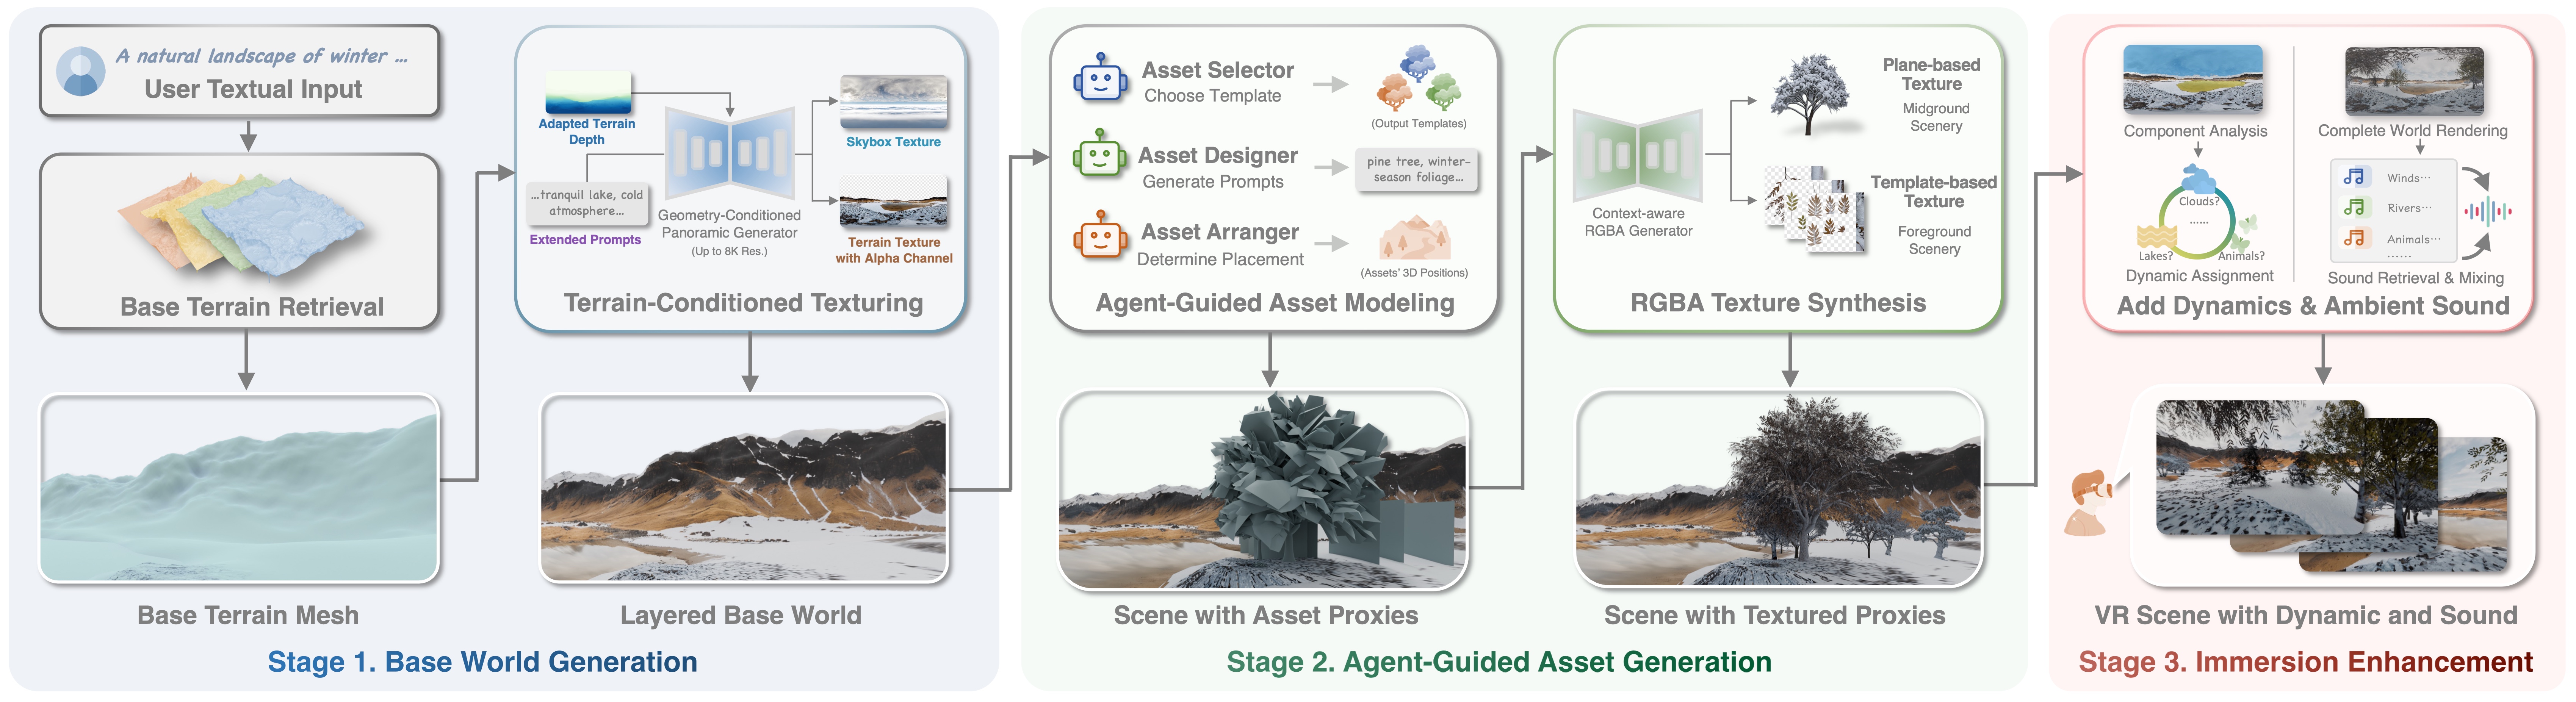 A natural landscape of winter ...
User Textual Input
Base Terrain Retrieval
Base Terrain Mesh
Adapted Terrain
Depth
...tranquil lake, cold
atmosphere...
Extended Prompts
Geometry-Conditioned
Panoramic Generator
(Up to 8K Res.)
Skybox Texture
Terrain Texture
with Alpha Channel
Terrain-Conditioned Texturing
Layered Base World
Stage 1. Base World Generation
Asset Selector
Choose Template
(Output Templates)
Asset Designer
Generate Prompts
pine tree, winter-
season foliage...
Asset Arranger
Determine Placement
(Assets' 3D Positions)
Agent-Guided Asset Modeling
Scene with Asset Proxies
Context-aware
RGBA Generator
Plane-based
Texture
Midground
Scenery
Template-based
Texture
Foreground
Scenery
RGBA Texture Synthesis
Scene with Textured Proxies
Stage 2. Agent-Guided Asset Generation
Component Analysis
Clouds?
......
Lakes?
Animals?
Dynamic Assignment
Complete World Rendering
Winds...
Rivers...
Animals...
......
Sound Retrieval & Mixing
Add Dynamics & Ambient Sound
VR Scene with Dynamic and Sound
Stage 3. Immersion Enhancement